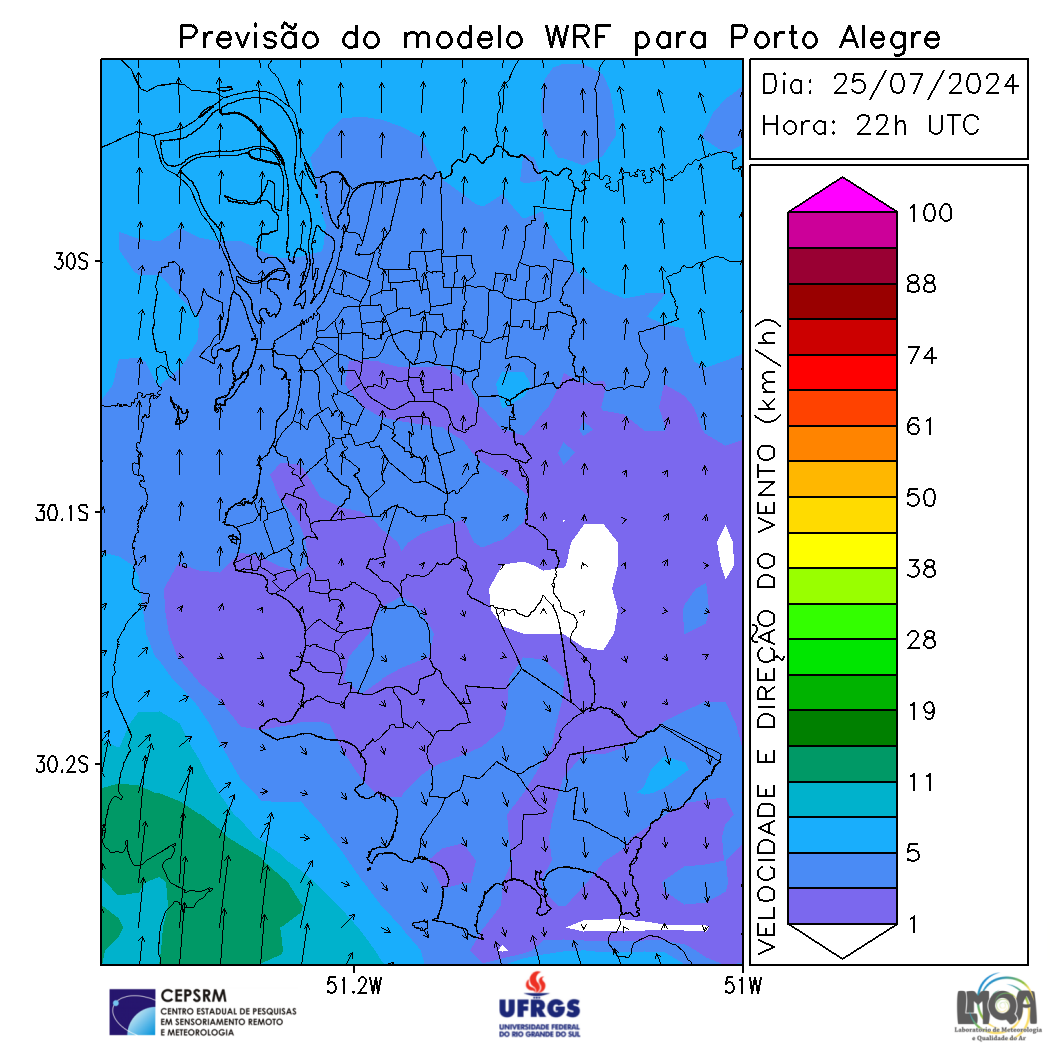 Previsão do modelo WRF para Porto Alegre
Dia: 25/07/2024
Hora: 22h UTC
30S
30.1S
30.2S
51.2W
51W
VELOCIDADE E DIREÇÃO DO VENTO (km/h)
100
88
74
61
50
38
28
19
11
5
1
CEPSRM
CENTRO ESTADUAL DE PESQUISAS
EM SENSORIAMENTO REMOTO
E METEOROLOGIA
UFRGS
UNIVERSIDADE FEDERAL
DO RIO GRANDE DO SUL
LMQA
Laboratório de Meteorologia
e Qualidade do Ar